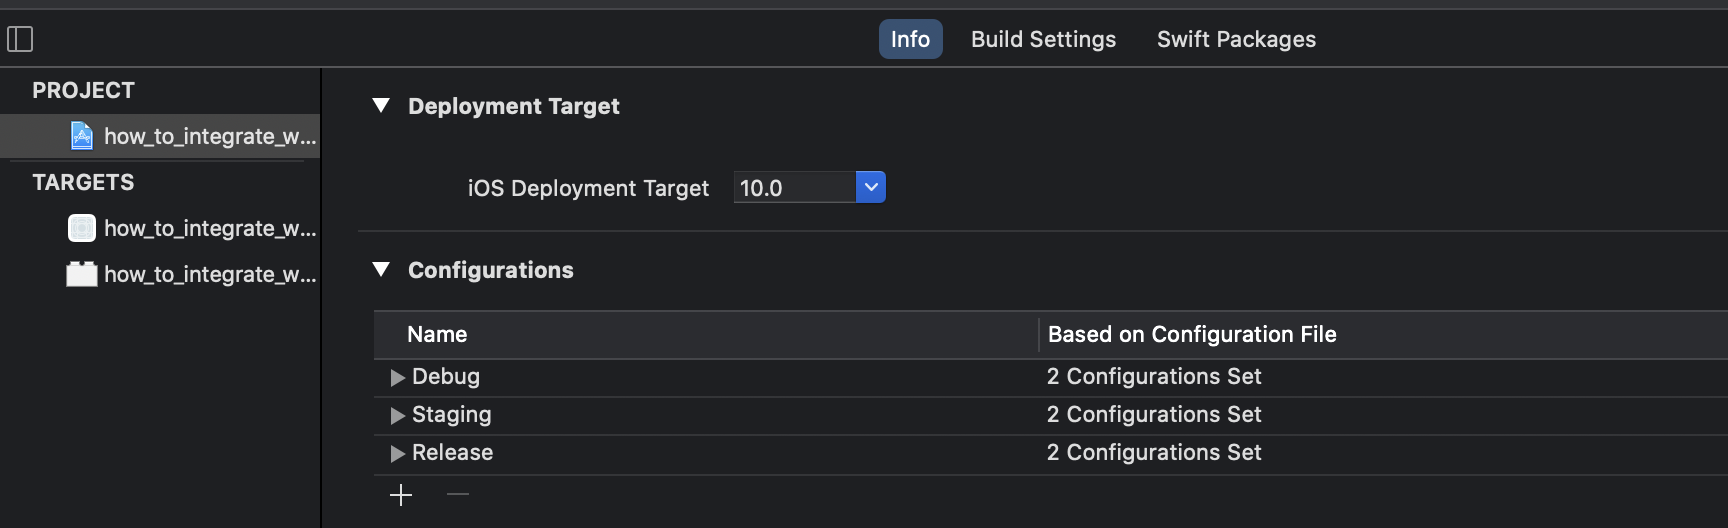 Info Build Settings Swift Packages
PROJECT
how_to_integrate_w...
TARGETS
how_to_integrate_w...
how_to_integrate_w...
Deployment Target
iOS Deployment Target 10.0
Configurations
Name Based on Configuration File
Debug 2 Configurations Set
Staging 2 Configurations Set
Release 2 Configurations Set